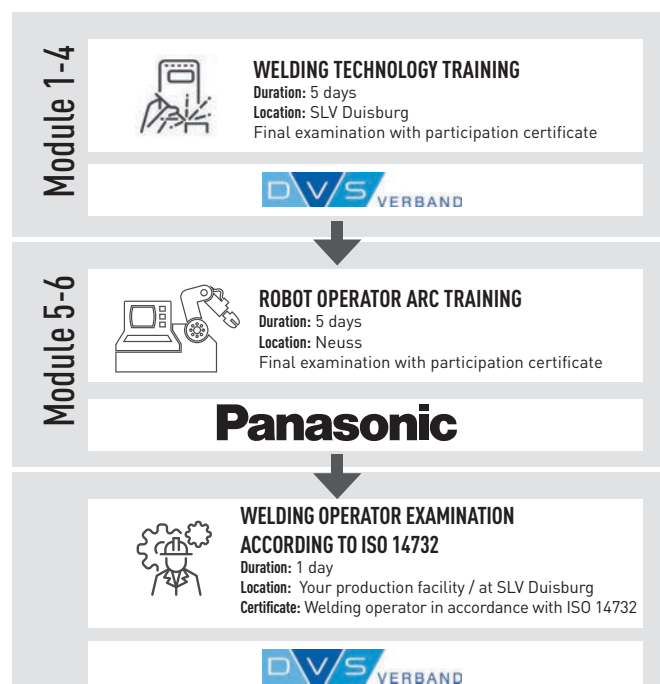 Module 1-4
WELDING TECHNOLOGY TRAINING
Duration: 5 days
Location: SLV Duisburg
Final examination with participation certificate
DVS VERBAND
Module 5-6
ROBOT OPERATOR ARC TRAINING
Duration: 5 days
Location: Neuss
Final examination with participation certificate
Panasonic
WELDING OPERATOR EXAMINATION
ACCORDING TO ISO 14732
Duration: 1 day
Location: Your production facility / at SLV Duisburg
Certificate: Welding operator in accordance with ISO 14732
DVS VERBAND